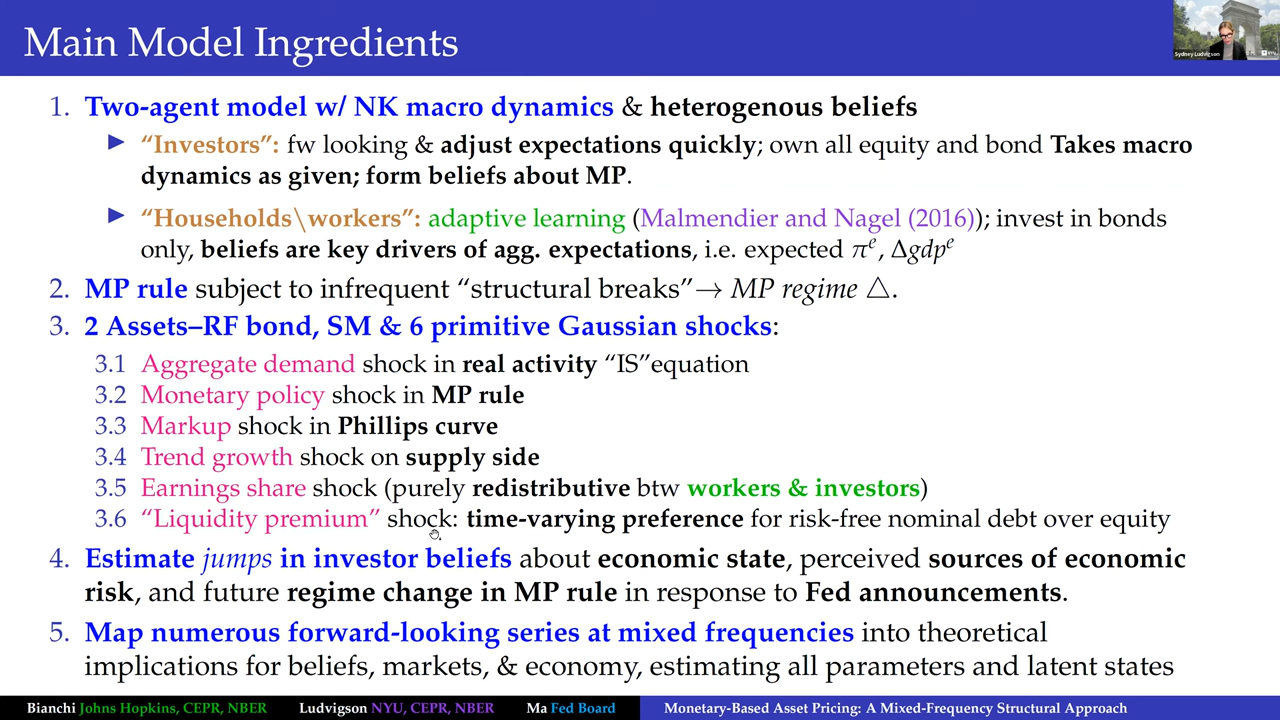 Main Model Ingredients
Sydney Ludvigson
1. Two-agent model w/ NK macro dynamics & heterogenous beliefs
▶ “Investors”: fw looking & adjust expectations quickly; own all equity and bond Takes macro
dynamics as given; form beliefs about MP.
▶ “Households\workers”: adaptive learning (Malmendier and Nagel (2016)); invest in bonds
only, beliefs are key drivers of agg. expectations, i.e. expected πᵉ, Δgdpᵉ
2. MP rule subject to infrequent “structural breaks”→ MP regime △.
3. 2 Assets–RF bond, SM & 6 primitive Gaussian shocks:
3.1 Aggregate demand shock in real activity “IS”equation
3.2 Monetary policy shock in MP rule
3.3 Markup shock in Phillips curve
3.4 Trend growth shock on supply side
3.5 Earnings share shock (purely redistributive btw workers & investors)
3.6 “Liquidity premium” shock: time-varying preference for risk-free nominal debt over equity
4. Estimate jumps in investor beliefs about economic state, perceived sources of economic
risk, and future regime change in MP rule in response to Fed announcements.
5. Map numerous forward-looking series at mixed frequencies into theoretical
implications for beliefs, markets, & economy, estimating all parameters and latent states
Bianchi Johns Hopkins, CEPR, NBER Ludvigson NYU, CEPR, NBER Ma Fed Board Monetary-Based Asset Pricing: A Mixed-Frequency Structural Approach